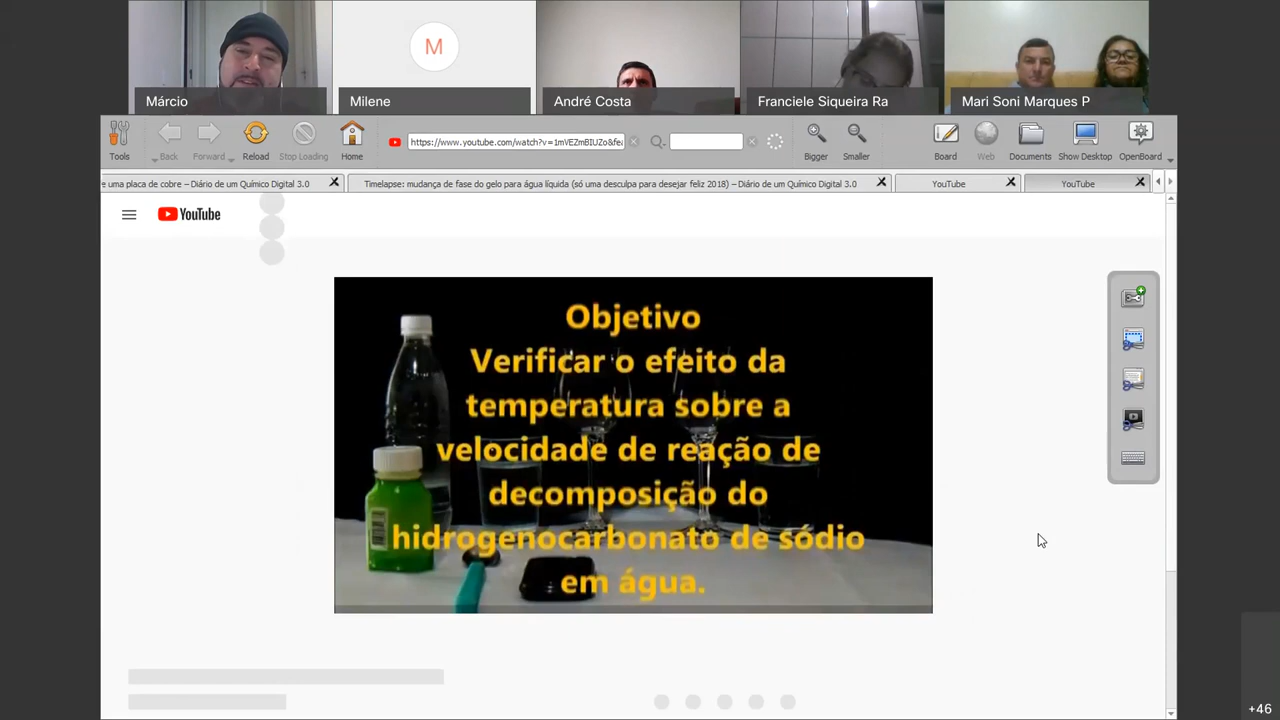 M
Márcio
Milene
André Costa
Franciele Siqueira Ra
Mari Soni Marques P
Tools
Back
Forward
Reload
Stop Loading
Home
https://www.youtube.com/watch?v=1mVEZmBIUZo&fea
Bigger
Smaller
Board
Web
Documents
Show Desktop
OpenBoard
e uma placa de cobre – Diário de um Químico Digital 3.0
Timelapse: mudança de fase do gelo para água líquida (só uma desculpa para desejar feliz 2018) – Diário de um Químico Digital 3.0
YouTube
YouTube
YouTube
Objetivo
Verificar o efeito da
temperatura sobre a
velocidade de reação de
decomposição do
hidrogenocarbonato de sódio
em água.
+46